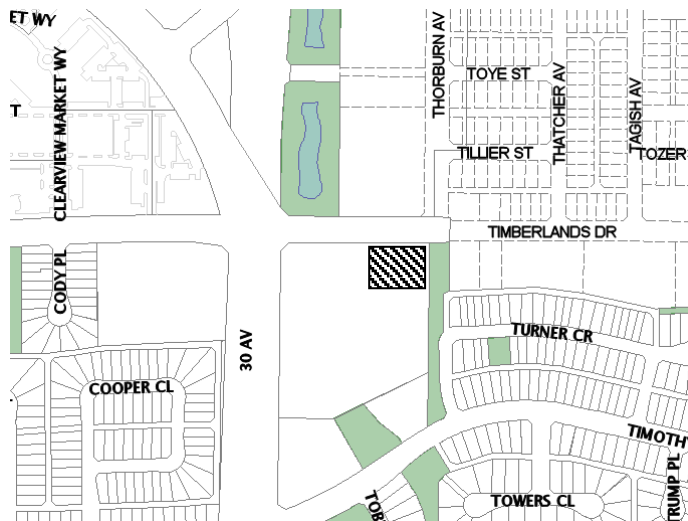 ET WY
CLEARVIEW MARKET WY
T
THORBURN AV
TOYE ST
THATCHER AV
TAGISH AV
TILLIER ST
TOZER
TIMBERLANDS DR
CODY PL
30 AV
TURNER CR
COOPER CL
TIMOTHY
TRUMP PL
TOWERS CL
TOB